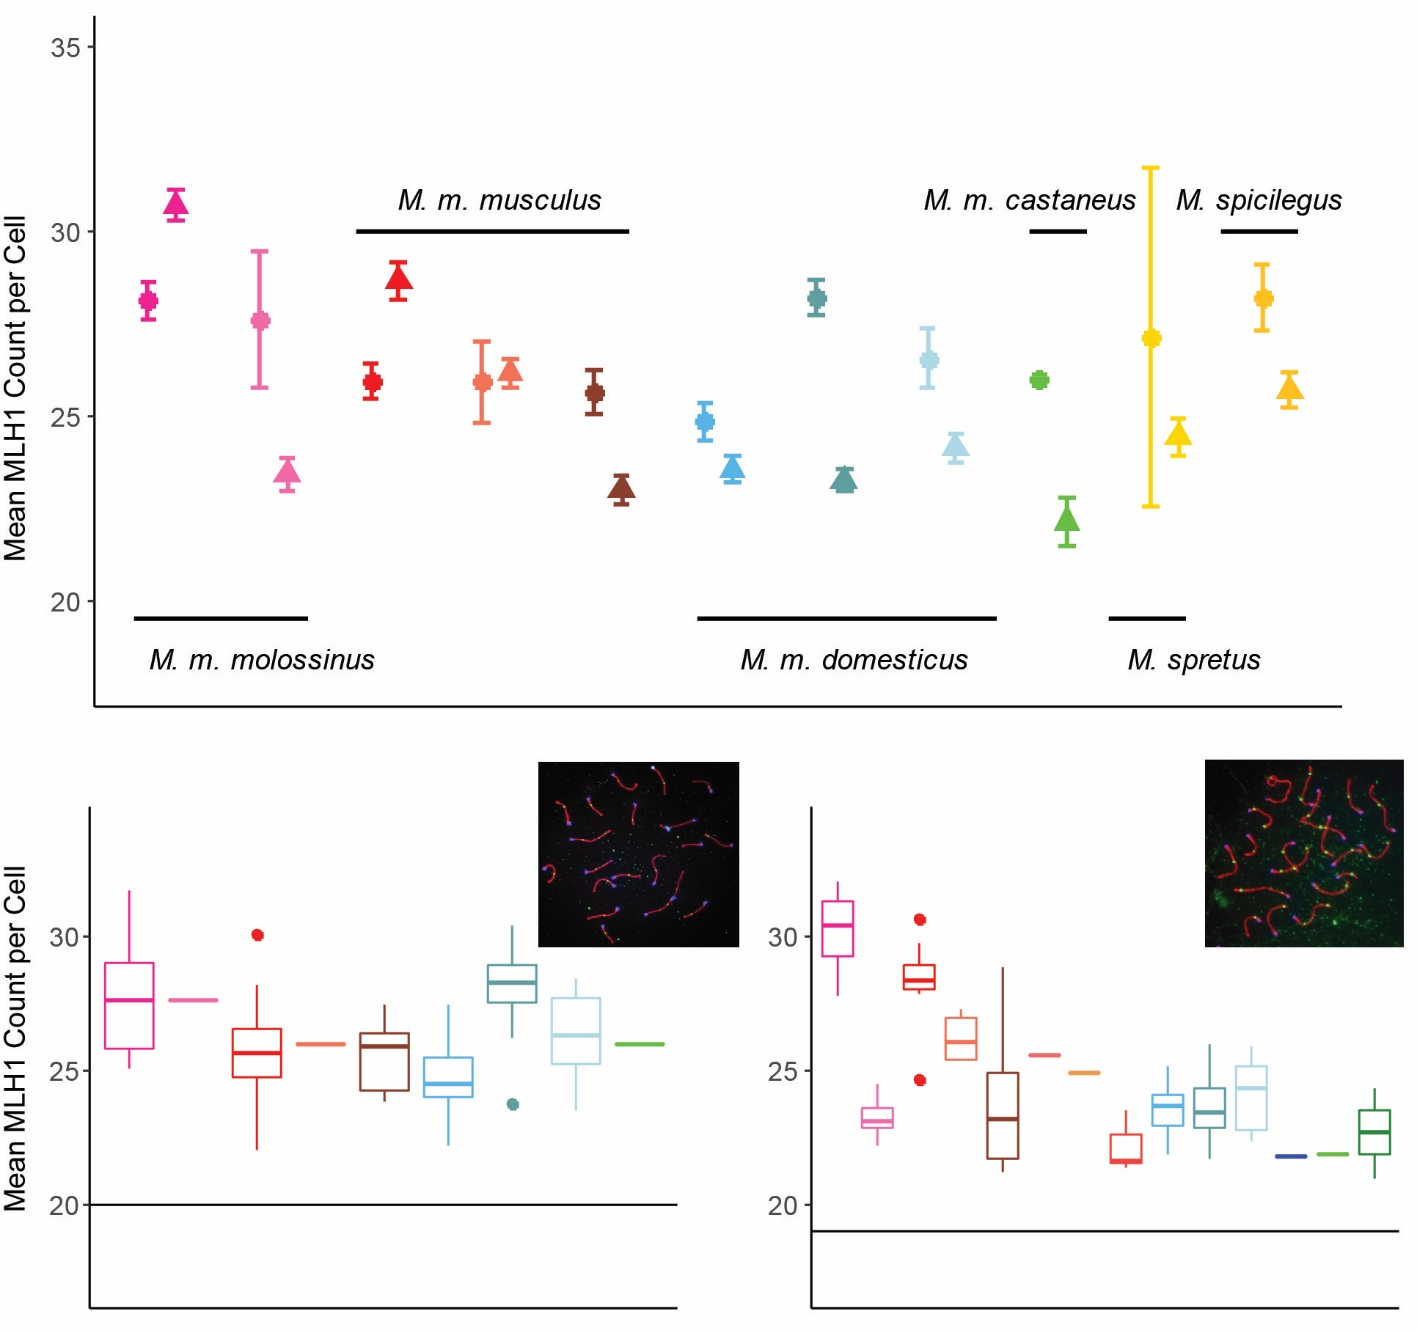 35
30
25
20
Mean MLH1 Count per Cell
M. m. musculus
M. m. castaneus
M. spicilegus
M. m. molossinus
M. m. domesticus
M. spretus
30
25
20
Mean MLH1 Count per Cell
30
25
20